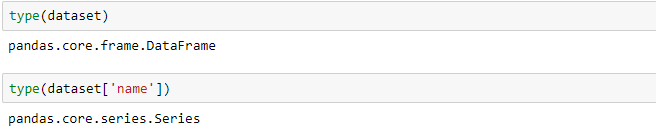 type(dataset)
pandas.core.frame.DataFrame
type(dataset['name'])
pandas.core.series.Series